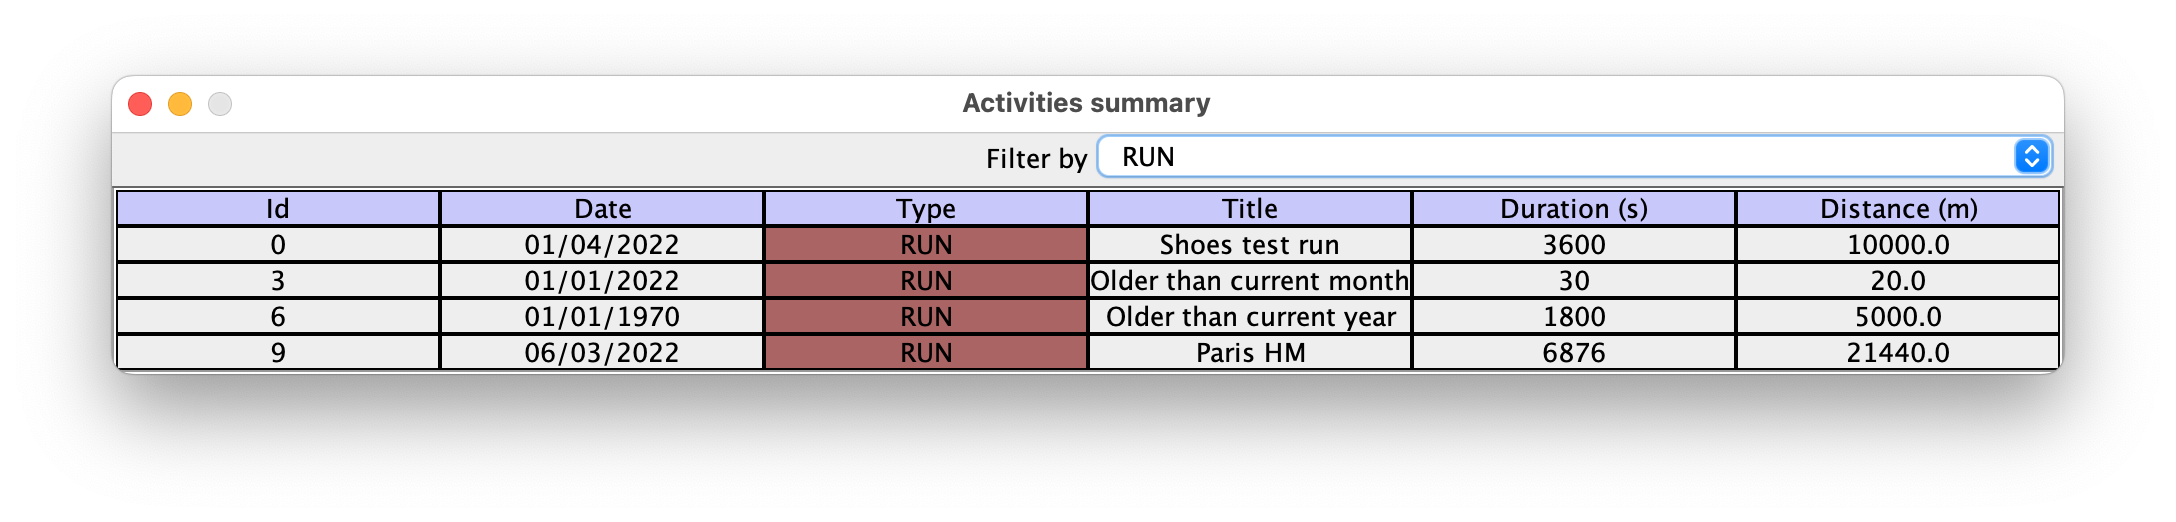 Activities summary
Filter by RUN
Id Date Type Title Duration (s) Distance (m)
0 01/04/2022 RUN Shoes test run 3600 10000.0
3 01/01/2022 RUN Older than current month 30 20.0
6 01/01/1970 RUN Older than current year 1800 5000.0
9 06/03/2022 RUN Paris HM 6876 21440.0